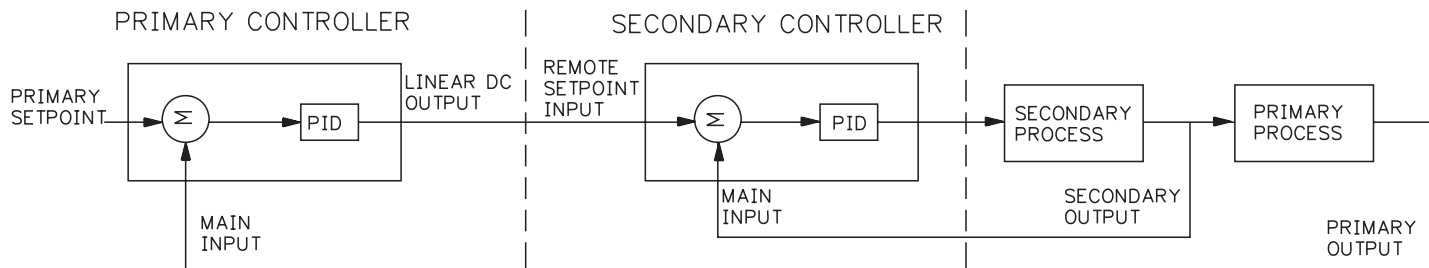 PRIMARY CONTROLLER
SECONDARY CONTROLLER
PRIMARY
SETPOINT
Σ
PID
LINEAR DC
OUTPUT
REMOTE
SETPOINT
INPUT
Σ
PID
SECONDARY
PROCESS
PRIMARY
PROCESS
MAIN
INPUT
MAIN
INPUT
SECONDARY
OUTPUT
PRIMARY
OUTPUT